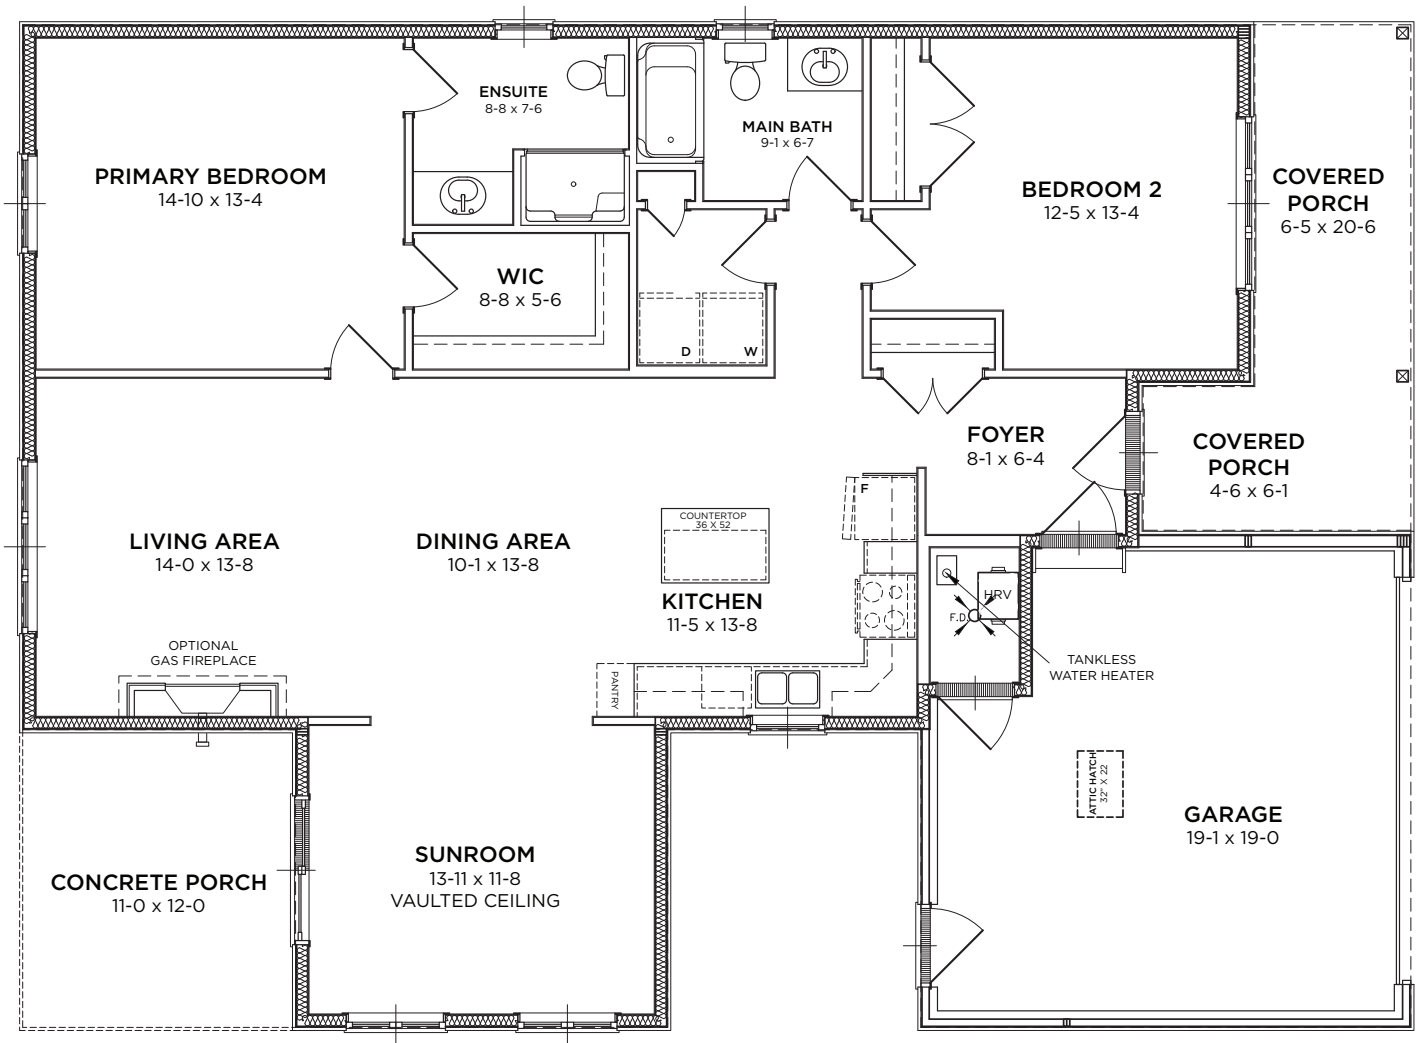 ENSUITE
8-8 x 7-6
MAIN BATH
9-1 x 6-7
PRIMARY BEDROOM
14-10 x 13-4
BEDROOM 2
12-5 x 13-4
COVERED
PORCH
6-5 x 20-6
WIC
8-8 x 5-6
D
W
FOYER
8-1 x 6-4
COVERED
PORCH
4-6 x 6-1
F
COUNTERTOP
36 X 52
LIVING AREA
14-0 x 13-8
DINING AREA
10-1 x 13-8
KITCHEN
11-5 x 13-8
HRV
F.D.
OPTIONAL
GAS FIREPLACE
PANTRY
TANKLESS
WATER HEATER
ATTIC HATCH
32" X 22
GARAGE
19-1 x 19-0
SUNROOM
13-11 x 11-8
VAULTED CEILING
CONCRETE PORCH
11-0 x 12-0